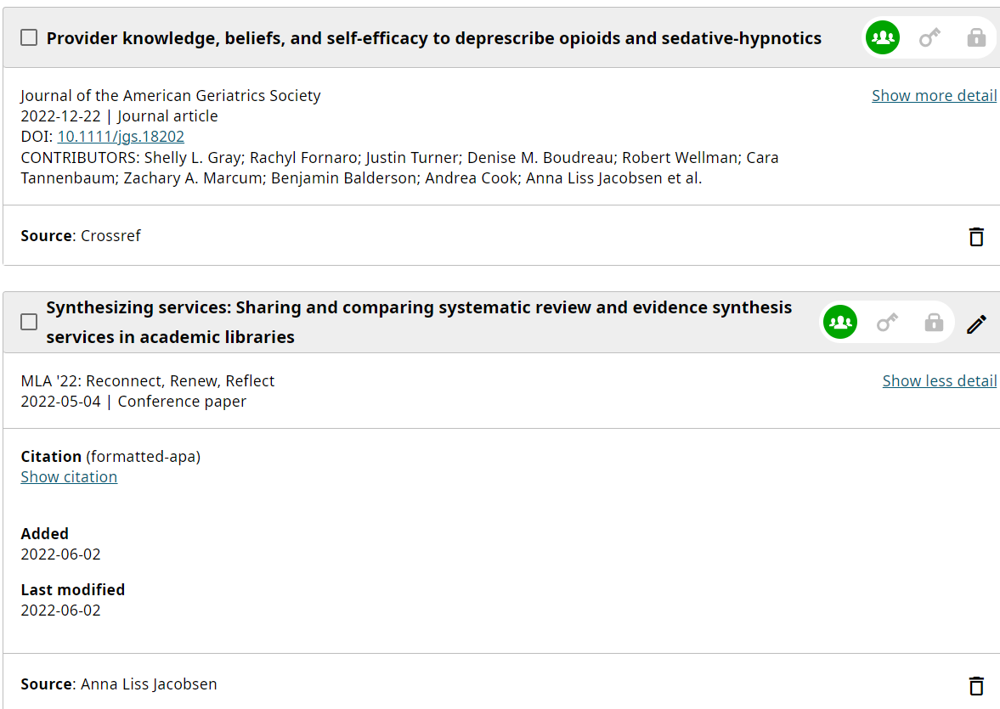 Provider knowledge, beliefs, and self-efficacy to deprescribe opioids and sedative-hypnotics
Journal of the American Geriatrics Society
Show more detail
2022-12-22 | Journal article
DOI: 10.1111/jgs.18202
CONTRIBUTORS: Shelly L. Gray; Rachyl Fornaro; Justin Turner; Denise M. Boudreau; Robert Wellman; Cara
Tannenbaum; Zachary A. Marcum; Benjamin Balderson; Andrea Cook; Anna Liss Jacobsen et al.
Source: Crossref
Synthesizing services: Sharing and comparing systematic review and evidence synthesis
services in academic libraries
MLA '22: Reconnect, Renew, Reflect
Show less detail
2022-05-04 | Conference paper
Citation (formatted-apa)
Show citation
Added
2022-06-02
Last modified
2022-06-02
Source: Anna Liss Jacobsen